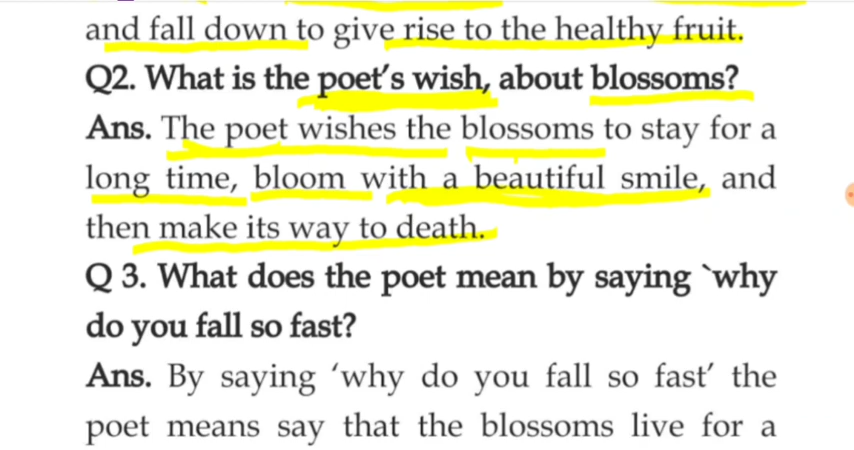 and fall down to give rise to the healthy fruit.
Q2. What is the poet's wish, about blossoms?
Ans. The poet wishes the blossoms to stay for a
long time, bloom with a beautiful smile, and
then make its way to death.
Q 3. What does the poet mean by saying `why
do you fall so fast?
Ans. By saying ‘why do you fall so fast’ the
poet means say that the blossoms live for a